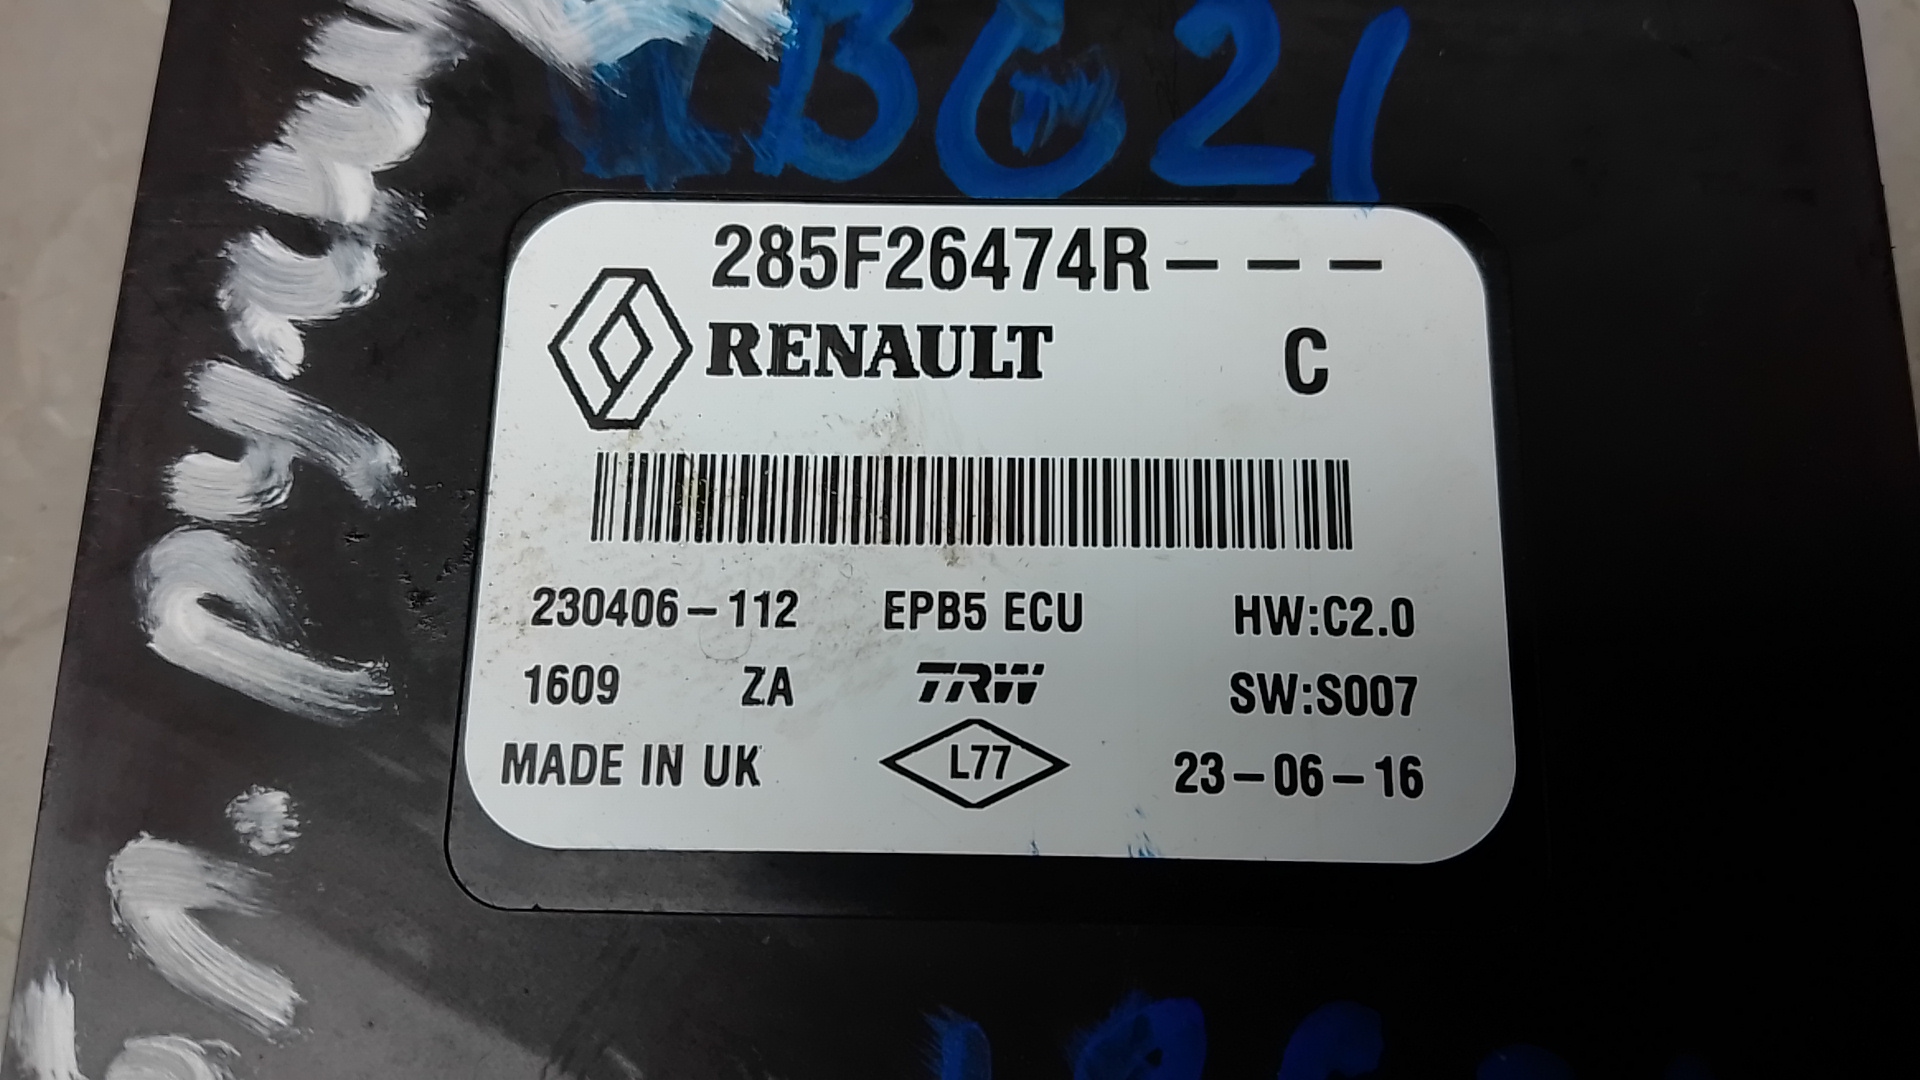 B621
285F26474R---
RENAULT C
230406-112 EPB5 ECU HW:C2.0
1609 ZA TRW SW:S007
MADE IN UK L77 23-06-16